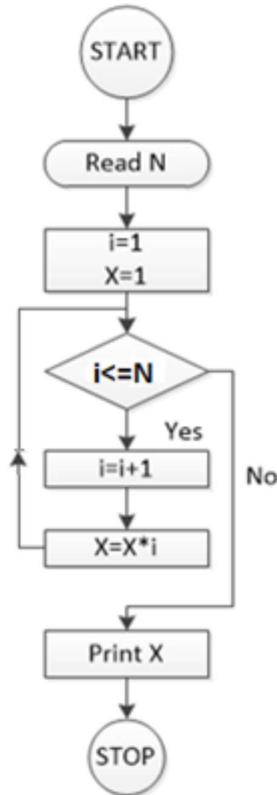 START
Read N
i=1
X=1
i<=N
Yes
i=i+1
No
X=X*i
Print X
STOP